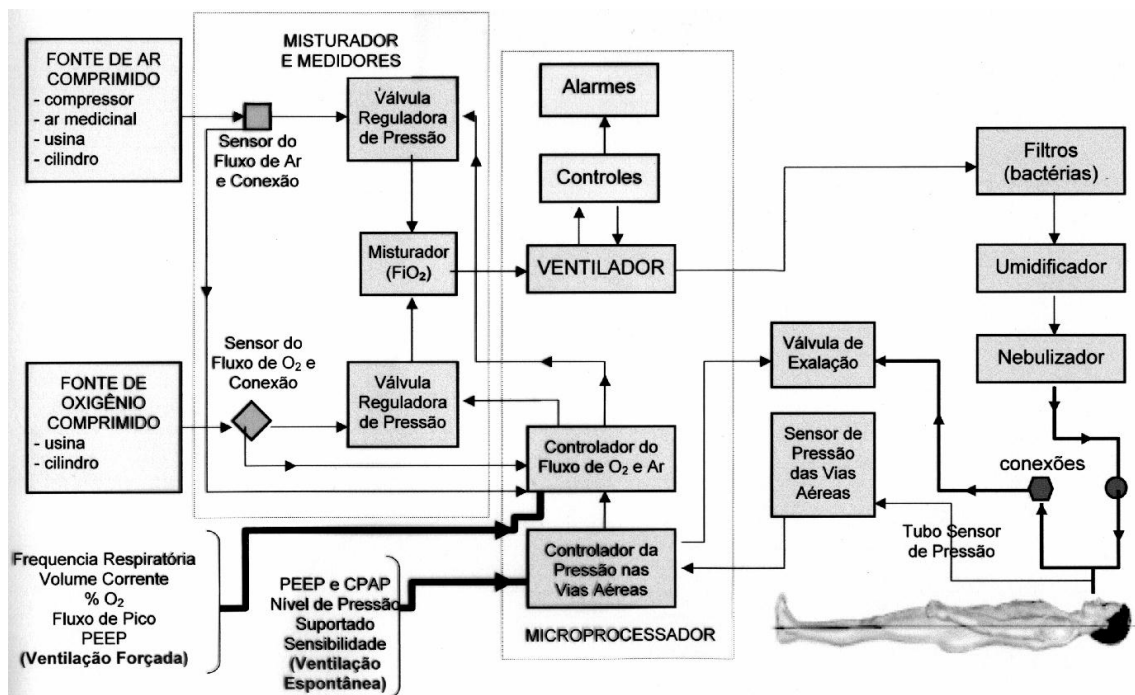 FONTE DE AR
COMPRIMIDO
- compressor
- ar medicinal
- usina
- cilindro
MISTURADOR
E MEDIDORES
Sensor do
Fluxo de Ar
e Conexão
Válvula
Reguladora
de Pressão
Misturador
(FiO₂)
Sensor do
Fluxo de O₂ e
Conexão
Válvula
Reguladora
de Pressão
FONTE DE
OXIGÊNIO
COMPRIMIDO
- usina
- cilindro
Alarmes
Controles
VENTILADOR
Controlador do
Fluxo de O₂ e Ar
Controlador da
Pressão nas
Vias Aéreas
MICROPROCESSADOR
Filtros
(bactérias)
Umidificador
Nebulizador
Válvula de
Exalação
Sensor de
Pressão
das Vias
Aéreas
conexões
Tubo Sensor
de Pressão
Frequencia Respiratória
Volume Corrente
% O₂
Fluxo de Pico
PEEP
(Ventilação Forçada)
PEEP e CPAP
Nível de Pressão
Suportado
Sensibilidade
(Ventilação
Espontânea)